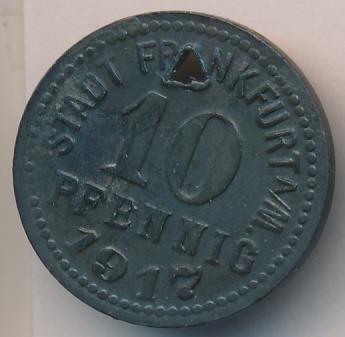 STADT FRANKFURT A/M.
10
PFENNIG
1917